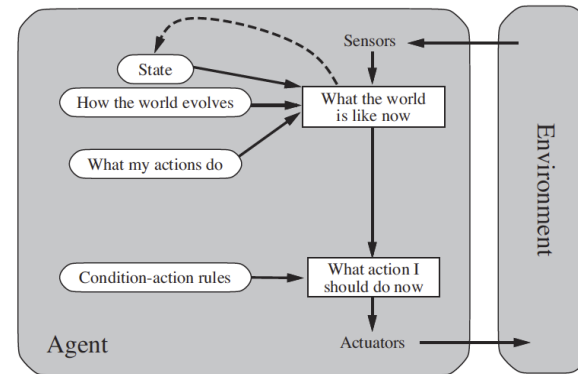 Sensors
State
How the world evolves
What the world
is like now
What my actions do
Condition-action rules
What action I
should do now
Agent
Actuators
Environment